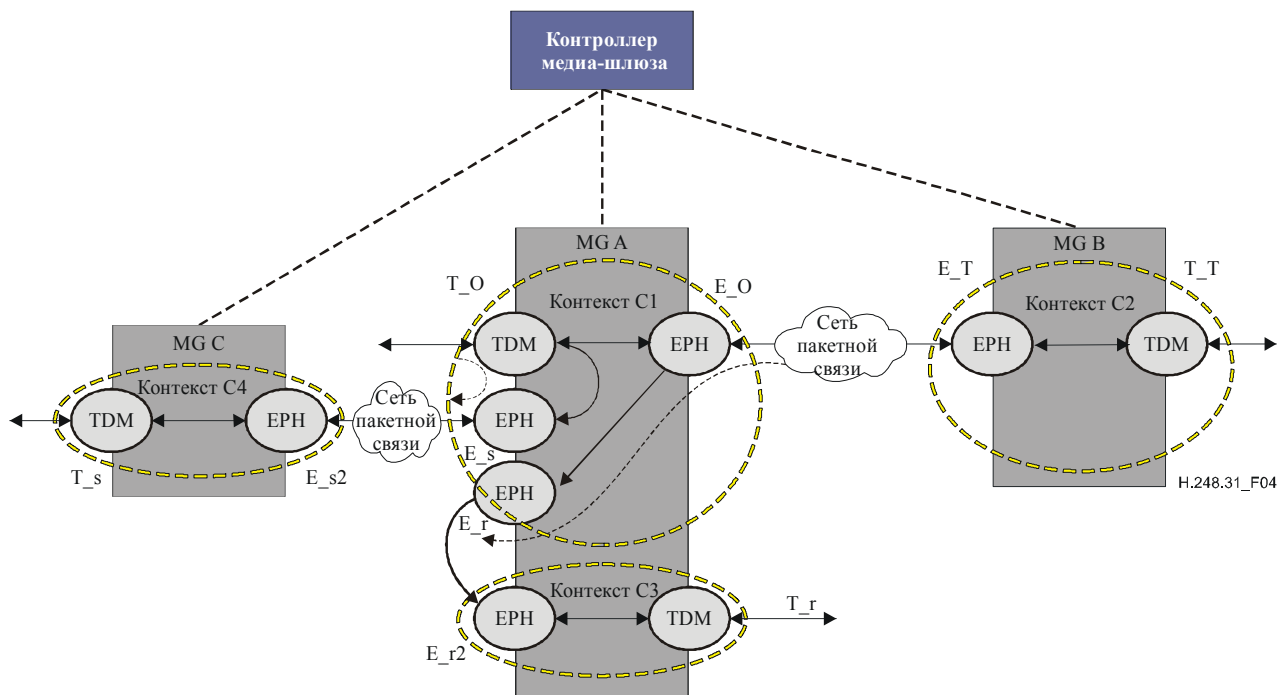 Контроллер
медиа-шлюза
MG A
MG B
T_O
E_O
E_T
T_T
Контекст C1
Контекст C2
Сеть
пакетной
связи
MG C
TDM
EPH
EPH
TDM
Контекст C4
Сеть
пакетной
связи
TDM
EPH
EPH
T_s
E_s2
E_s
EPH
H.248.31_F04
E_r
Контекст C3
T_r
EPH
TDM
E_r2